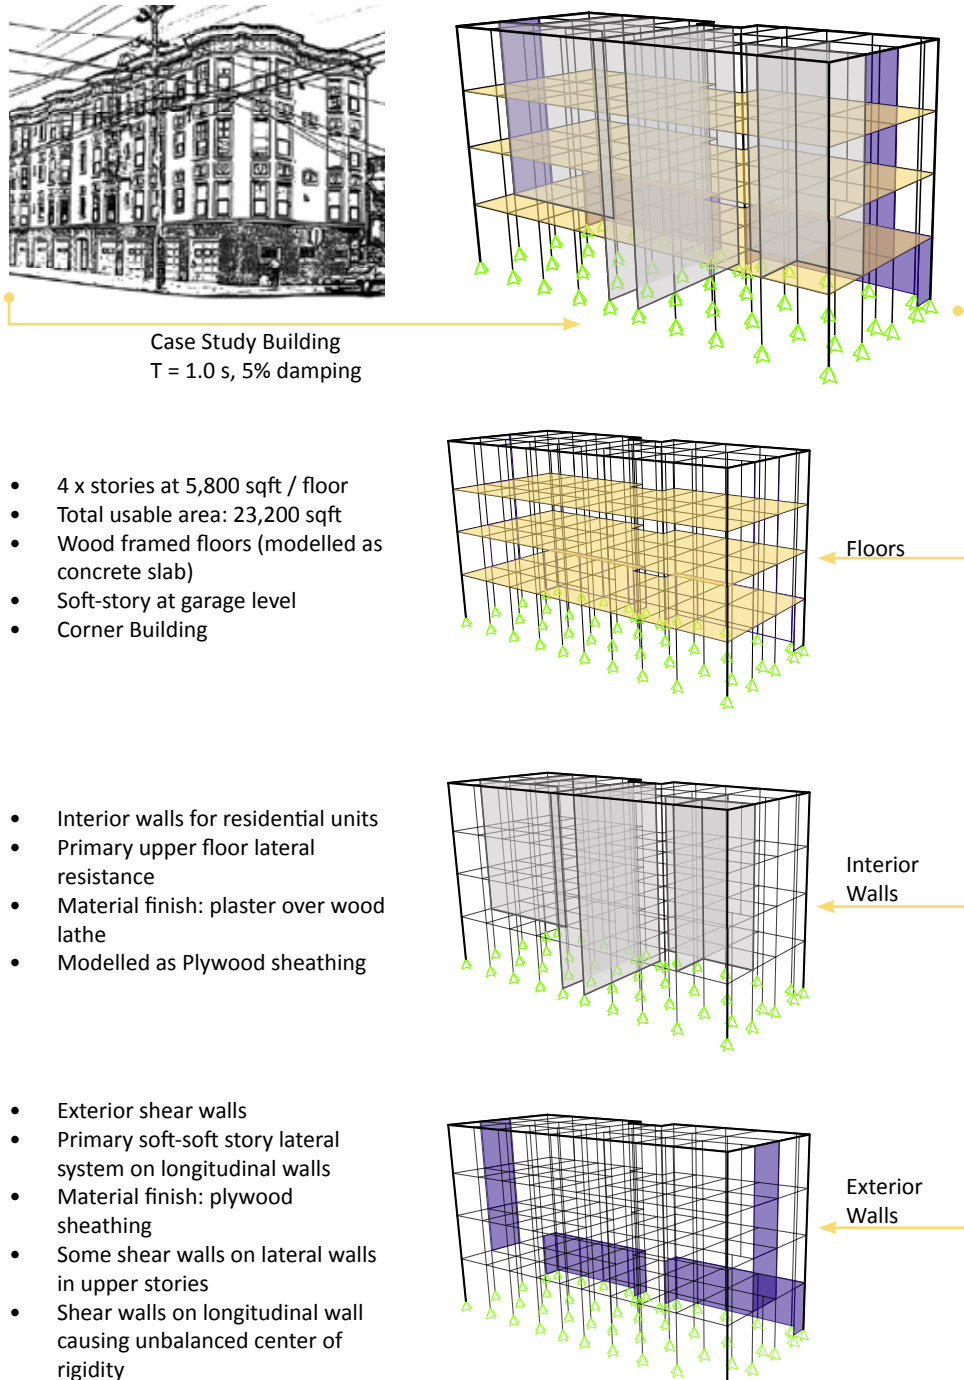 Case Study Building
T = 1.0 s, 5% damping
• 4 x stories at 5,800 sqft / floor
• Total usable area: 23,200 sqft
• Wood framed floors (modelled as
concrete slab)
• Soft-story at garage level
• Corner Building
Floors
• Interior walls for residential units
• Primary upper floor lateral
resistance
• Material finish: plaster over wood
lathe
• Modelled as Plywood sheathing
Interior
Walls
• Exterior shear walls
• Primary soft-soft story lateral
system on longitudinal walls
• Material finish: plywood
sheathing
• Some shear walls on lateral walls
in upper stories
• Shear walls on longitudinal wall
causing unbalanced center of
rigidity
Exterior
Walls